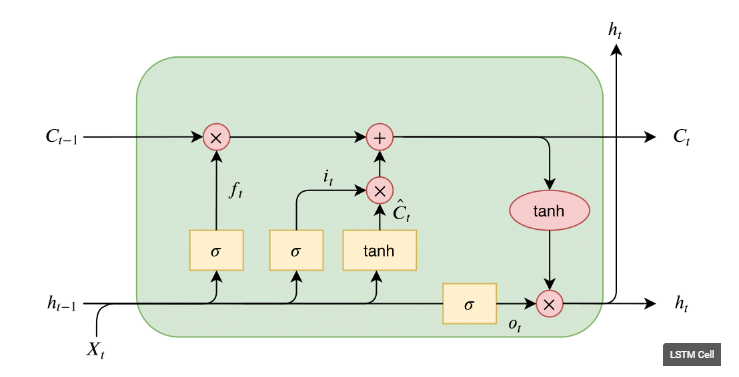 h_t
C_{t-1}
×
+
C_t
f_t
i_t
×
Ĉ_t
tanh
σ
σ
tanh
h_{t-1}
σ
o_t
×
h_t
X_t
LSTM Cell